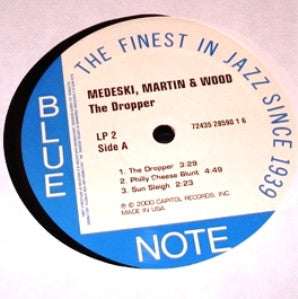 THE FINEST IN JAZZ SINCE 1939
MEDESKI, MARTIN & WOOD
The Dropper
LP 2
Side A
72435 28590 1 6
1. The Dropper 3:28
2. Philly Cheese Blunt 4:49
3. Sun Sleigh 2:23
© 2000 CAPITOL RECORDS, INC.
MADE IN USA
BLUE
NOTE